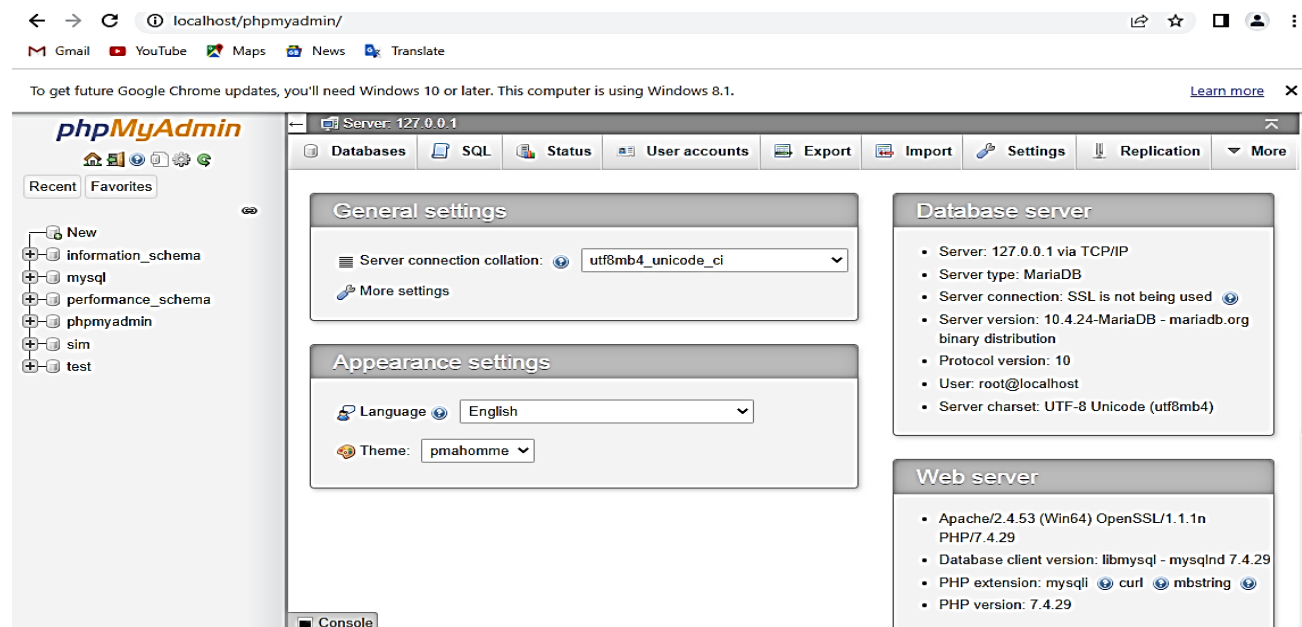 localhost/phpmyadmin/
Gmail YouTube Maps News Translate
To get future Google Chrome updates, you'll need Windows 10 or later. This computer is using Windows 8.1. Learn more
phpMyAdmin
Recent Favorites
New
information_schema
mysql
performance_schema
phpmyadmin
sim
test
Server: 127.0.0.1
Databases SQL Status User accounts Export Import Settings Replication More
General settings
Server connection collation: utf8mb4_unicode_ci
More settings
Appearance settings
Language English
Theme: pmahomme
Database server
Server: 127.0.0.1 via TCP/IP
Server type: MariaDB
Server connection: SSL is not being used
Server version: 10.4.24-MariaDB - mariadb.org
binary distribution
Protocol version: 10
User: root@localhost
Server charset: UTF-8 Unicode (utf8mb4)
Web server
Apache/2.4.53 (Win64) OpenSSL/1.1.1n
PHP/7.4.29
Database client version: libmysql - mysqlnd 7.4.29
PHP extension: mysqli curl mbstring
PHP version: 7.4.29
Console